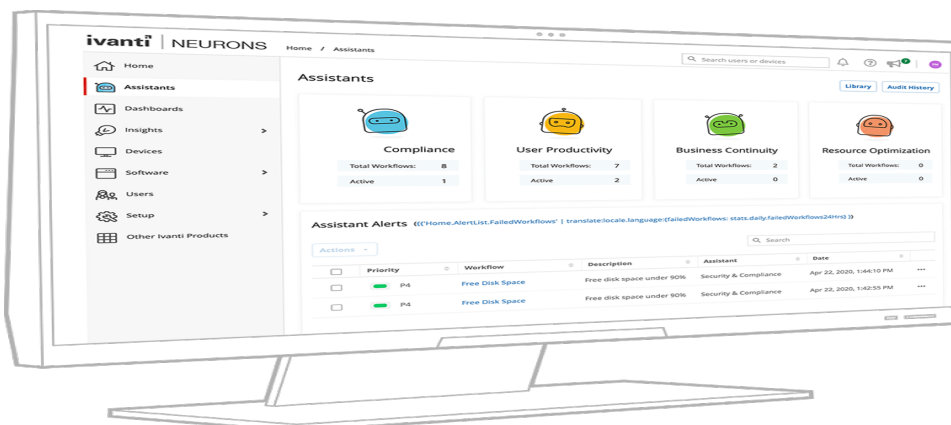 ivanti | NEURONS
Home / Assistants
Search users or devices
Home
Assistants
Dashboards
Insights
Devices
Software
Users
Setup
Other Ivanti Products
Assistants
Library
Audit History
Compliance
Total Workflows: 8
Active 1
User Productivity
Total Workflows: 7
Active 2
Business Continuity
Total Workflows: 2
Active 0
Resource Optimization
Total Workflows: 0
Active 0
Assistant Alerts ({{'Home.AlertList.FailedWorkflows' | translate:locale.language:{failedWorkflows: stats.daily.failedWorkflows24Hrs} }})
Actions
Search
Priority Workflow Description Assistant Date
P4 Free Disk Space Free disk space under 90% Security & Compliance Apr 22, 2020, 1:44:10 PM
P4 Free Disk Space Free disk space under 90% Security & Compliance Apr 22, 2020, 1:42:55 PM